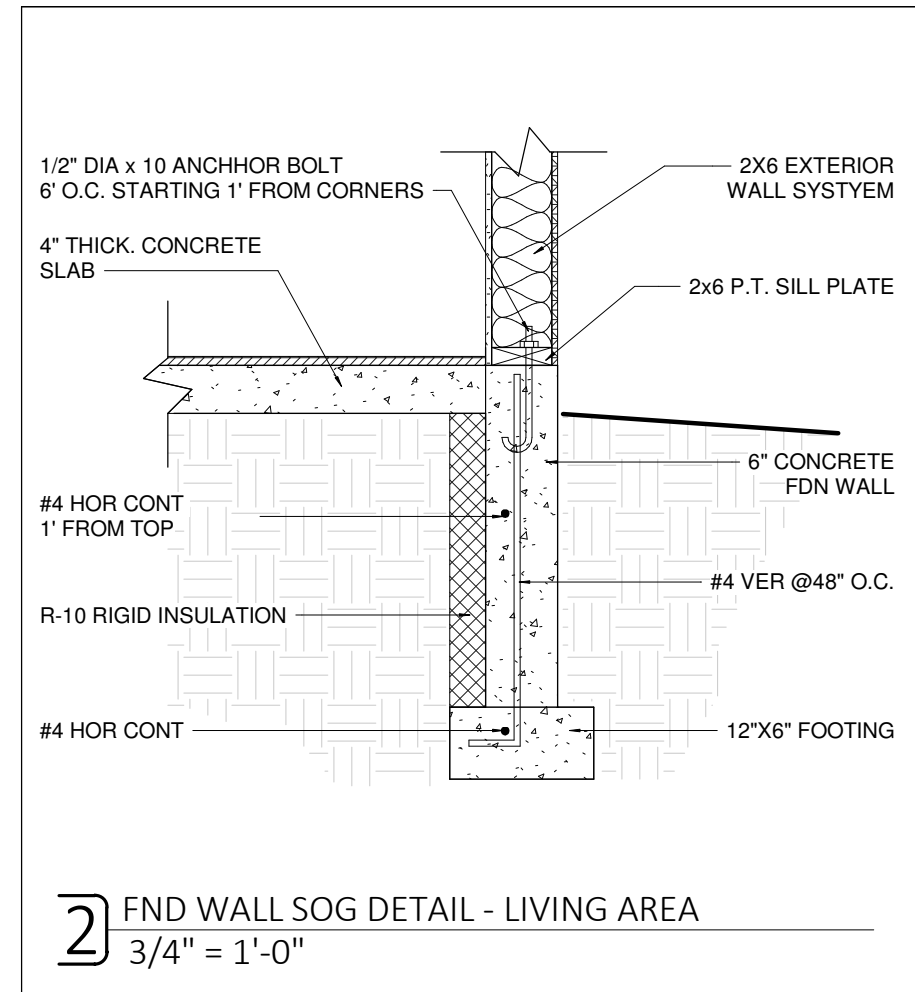 1/2" DIA x 10 ANCHHOR BOLT
6' O.C. STARTING 1' FROM CORNERS
4" THICK. CONCRETE
SLAB
#4 HOR CONT
1' FROM TOP
R-10 RIGID INSULATION
#4 HOR CONT
2X6 EXTERIOR
WALL SYSTYEM
2x6 P.T. SILL PLATE
6" CONCRETE
FDN WALL
#4 VER @48" O.C.
12"X6" FOOTING
2
FND WALL SOG DETAIL - LIVING AREA
3/4" = 1'-0"